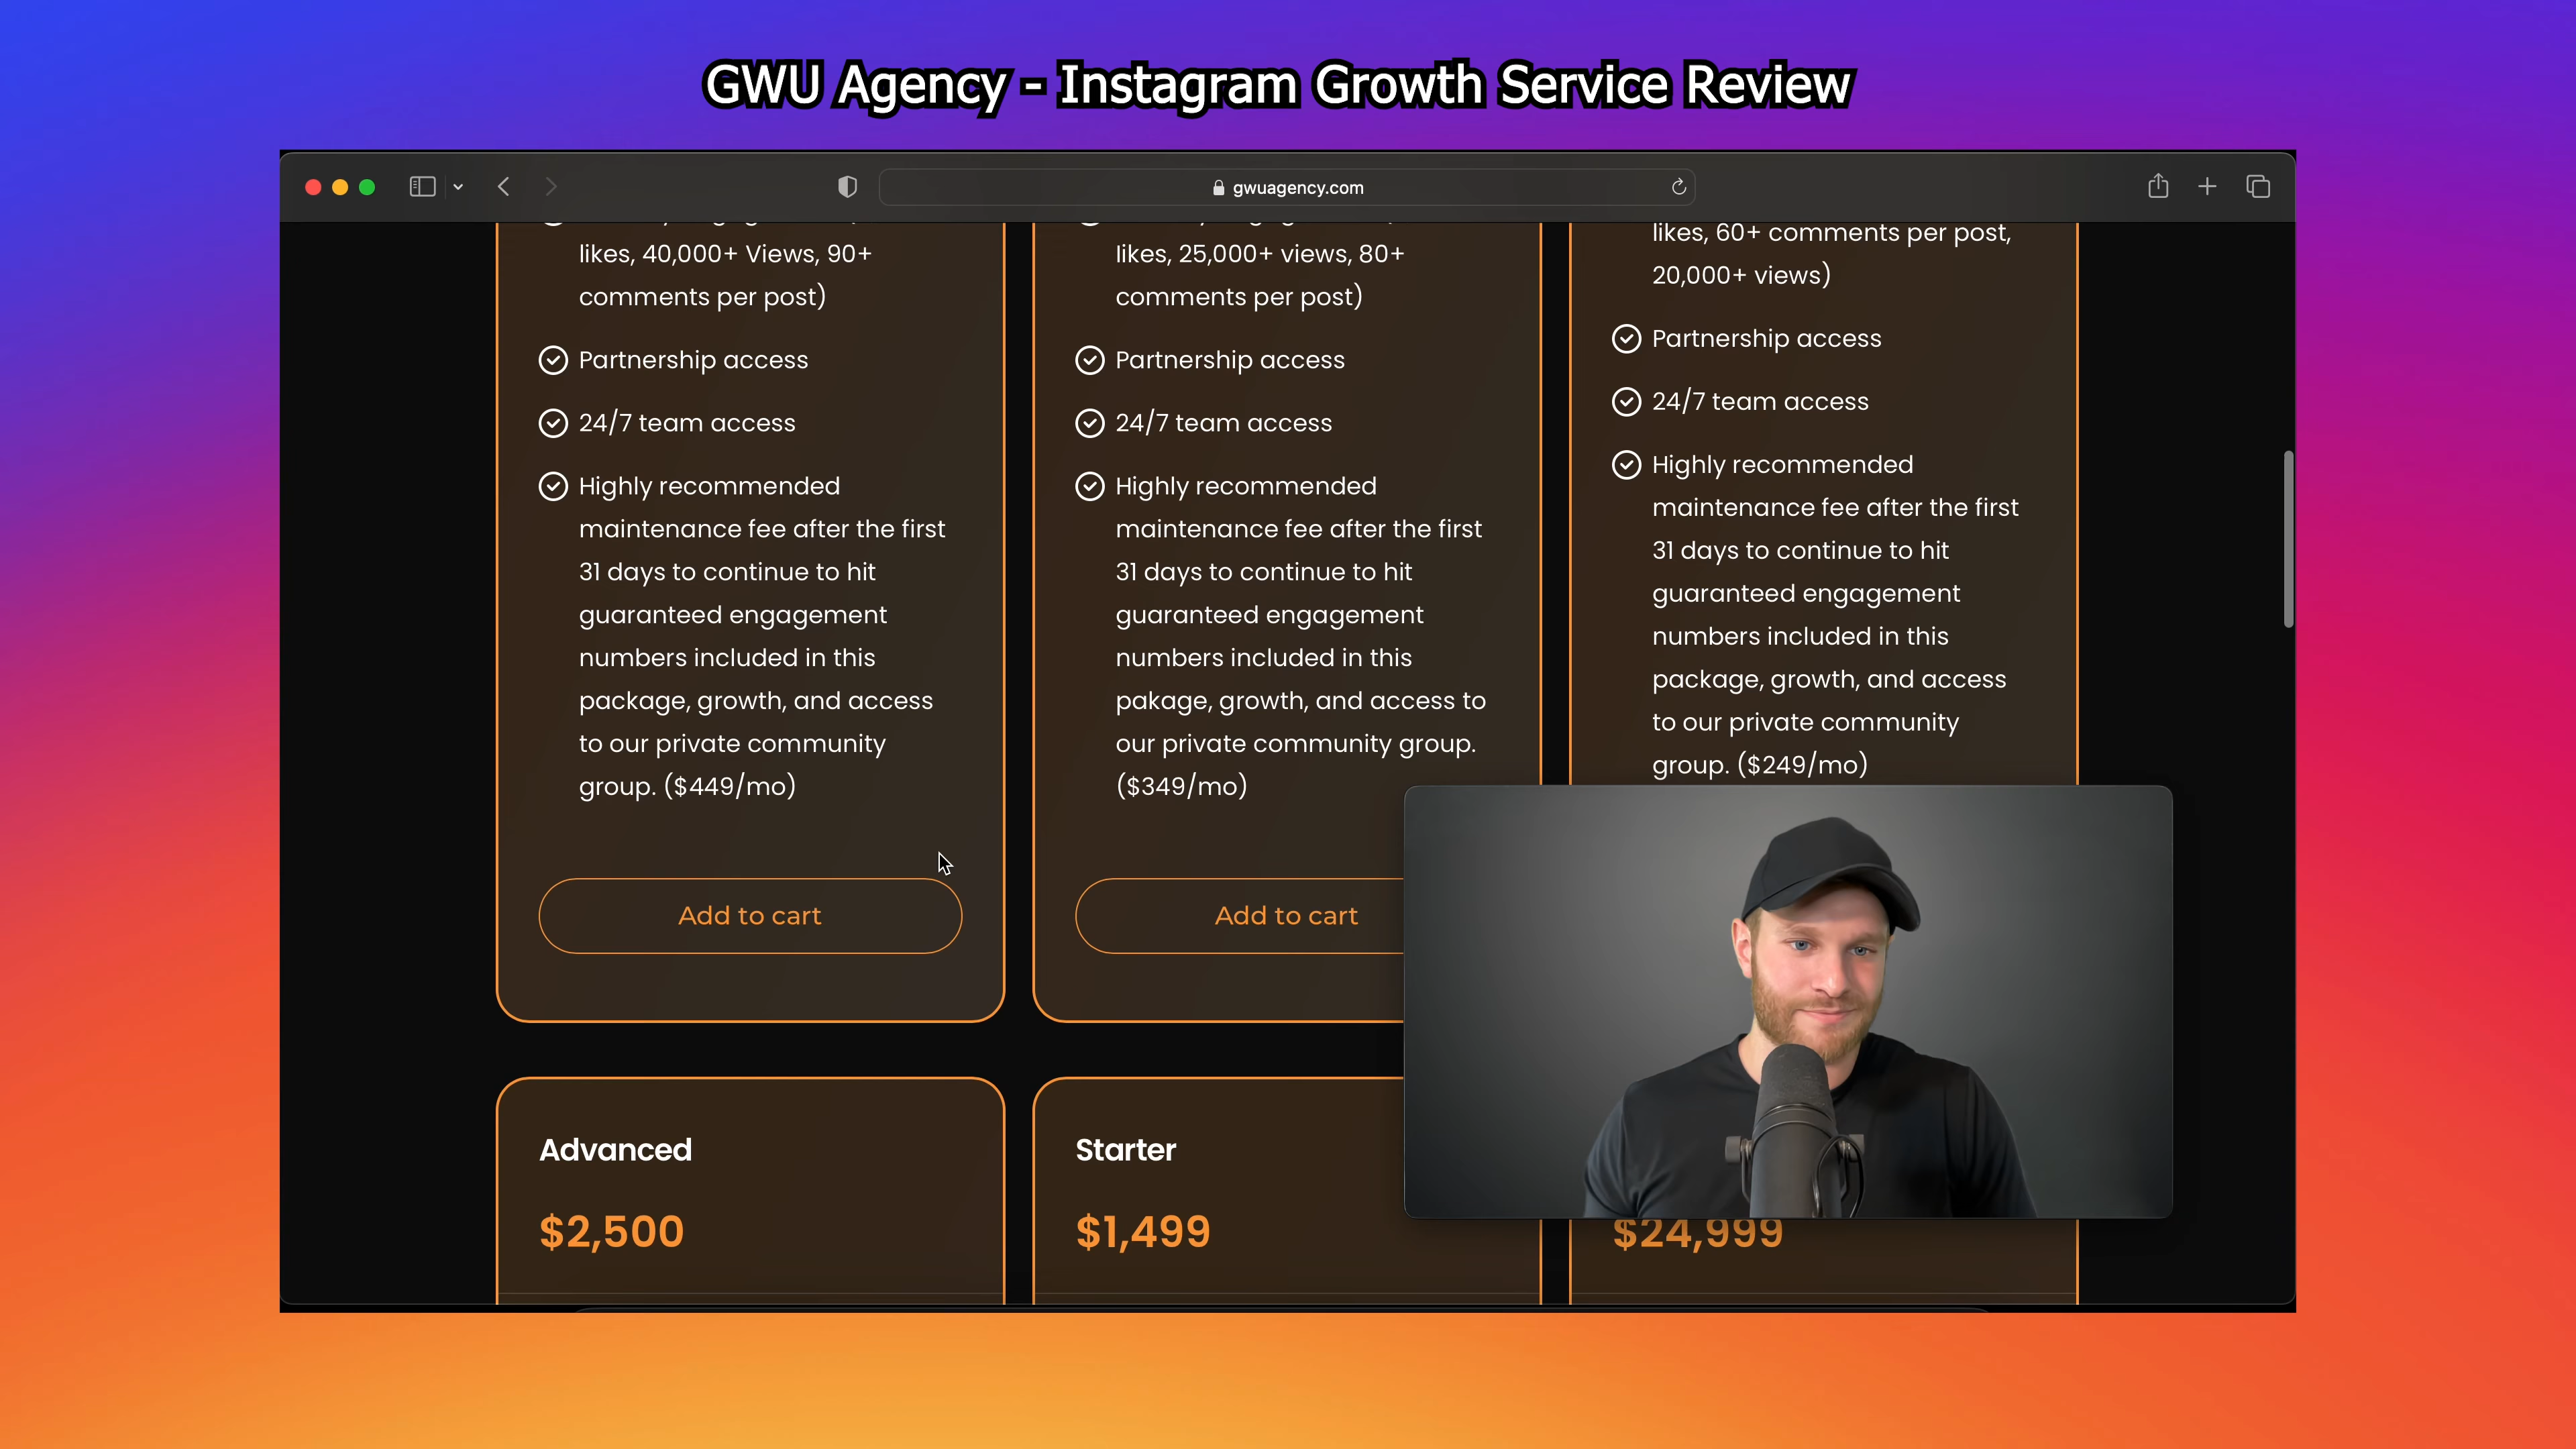 GWU Agency - Instagram Growth Service Review
gwuagency.com
likes, 40,000+ Views, 90+
comments per post)
Partnership access
24/7 team access
Highly recommended
maintenance fee after the first
31 days to continue to hit
guaranteed engagement
numbers included in this
package, growth, and access
to our private community
group. ($449/mo)
Add to cart
likes, 25,000+ views, 80+
comments per post)
Partnership access
24/7 team access
Highly recommended
maintenance fee after the first
31 days to continue to hit
guaranteed engagement
numbers included in this
pakage, growth, and access to
our private community group.
($349/mo)
Add to cart
likes, 60+ comments per post,
20,000+ views)
Partnership access
24/7 team access
Highly recommended
maintenance fee after the first
31 days to continue to hit
guaranteed engagement
numbers included in this
package, growth, and access
to our private community
group. ($249/mo)
Advanced
$2,500
Starter
$1,499
$24,999